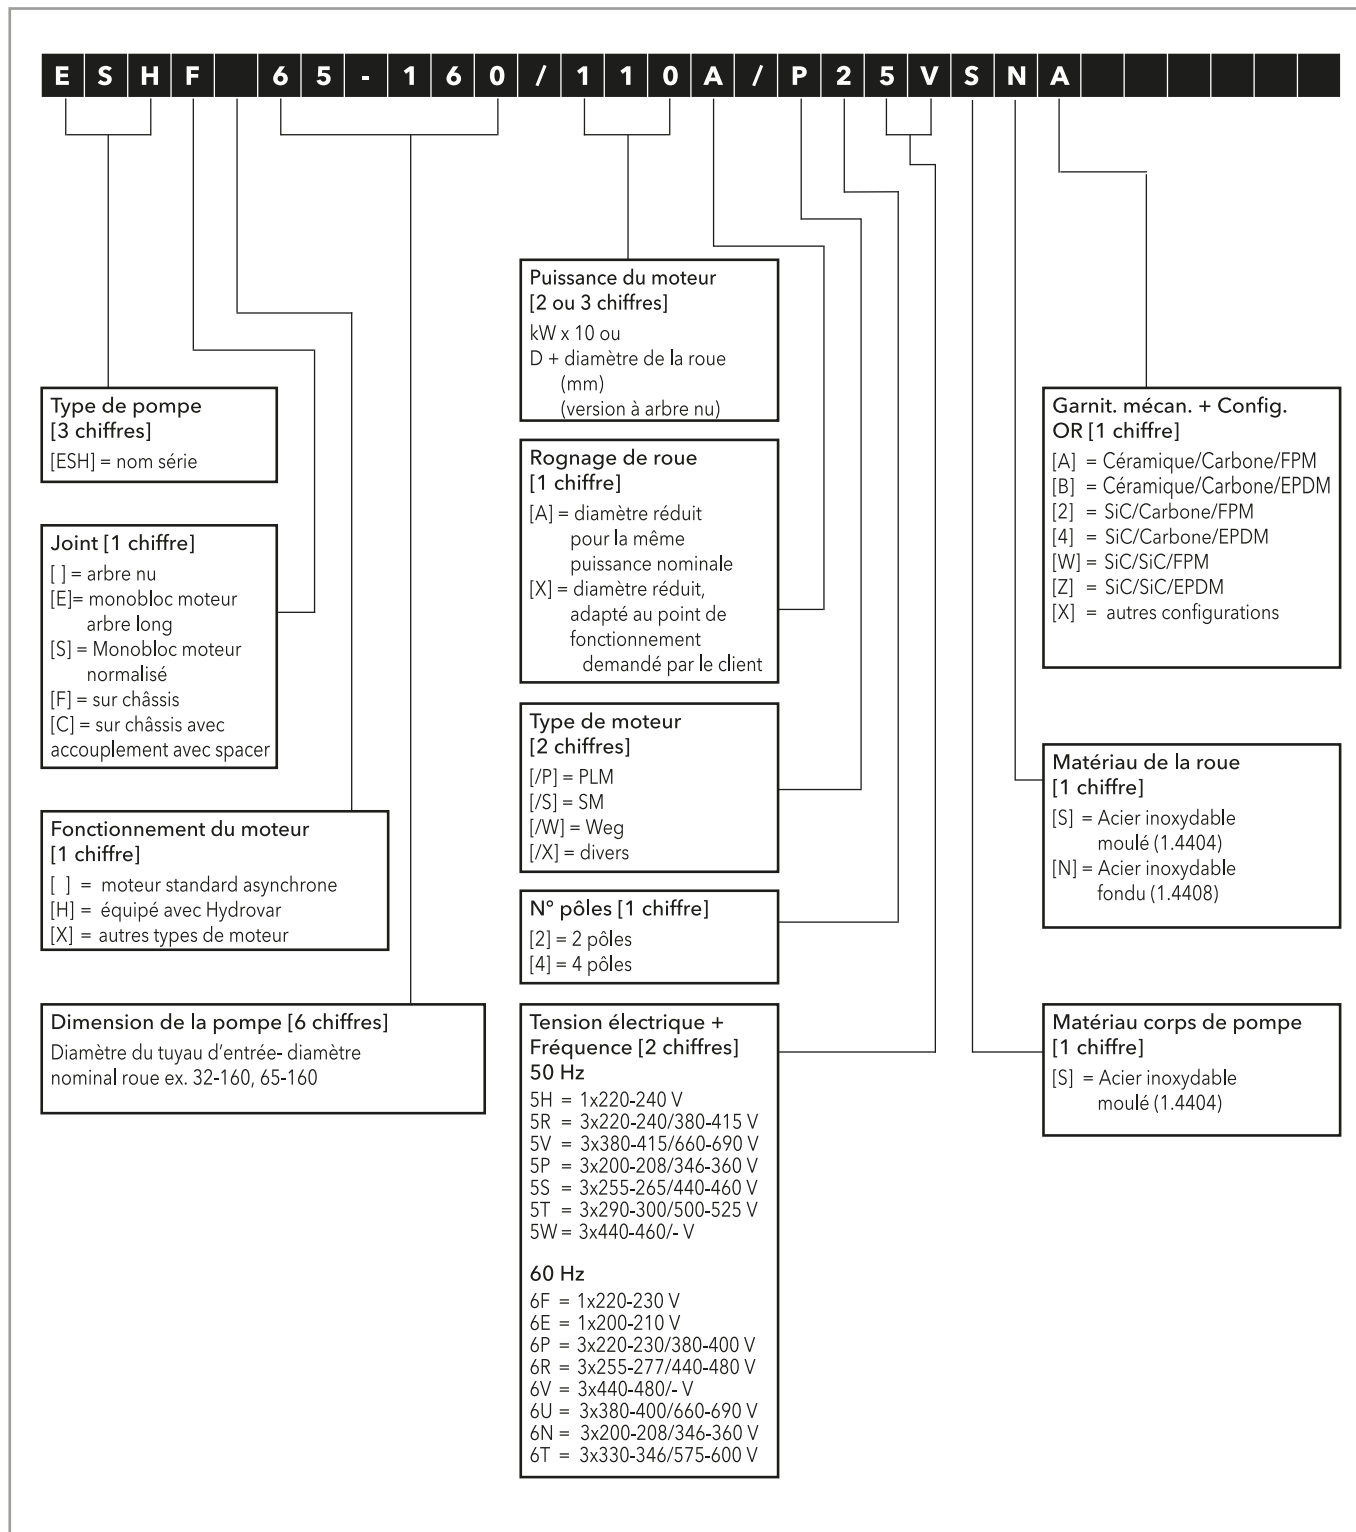 ESHF 65-160/110A/P25VSNA
Type de pompe
[3 chiffres]
[ESH] = nom série
Joint [1 chiffre]
[ ] = arbre nu
[E]= monobloc moteur
arbre long
[S] = Monobloc moteur
normalisé
[F] = sur châssis
[C] = sur châssis avec
accouplement avec spacer
Fonctionnement du moteur
[1 chiffre]
[ ] = moteur standard asynchrone
[H] = équipé avec Hydrovar
[X] = autres types de moteur
Dimension de la pompe [6 chiffres]
Diamètre du tuyau d'entrée- diamètre
nominal roue ex. 32-160, 65-160
Puissance du moteur
[2 ou 3 chiffres]
kW x 10 ou
D + diamètre de la roue
(mm)
(version à arbre nu)
Rognage de roue
[1 chiffre]
[A] = diamètre réduit
pour la même
puissance nominale
[X] = diamètre réduit,
adapté au point de
fonctionnement
demandé par le client
Type de moteur
[2 chiffres]
[/P] = PLM
[/S] = SM
[/W] = Weg
[/X] = divers
N° pôles [1 chiffre]
[2] = 2 pôles
[4] = 4 pôles
Tension électrique +
Fréquence [2 chiffres]
50 Hz
5H = 1x220-240 V
5R = 3x220-240/380-415 V
5V = 3x380-415/660-690 V
5P = 3x200-208/346-360 V
5S = 3x255-265/440-460 V
5T = 3x290-300/500-525 V
5W = 3x440-460/- V
60 Hz
6F = 1x220-230 V
6E = 1x200-210 V
6P = 3x220-230/380-400 V
6R = 3x255-277/440-480 V
6V = 3x440-480/- V
6U = 3x380-400/660-690 V
6N = 3x200-208/346-360 V
6T = 3x330-346/575-600 V
Garnit. mécan. + Config.
OR [1 chiffre]
[A] = Céramique/Carbone/FPM
[B] = Céramique/Carbone/EPDM
[2] = SiC/Carbone/FPM
[4] = SiC/Carbone/EPDM
[W] = SiC/SiC/FPM
[Z] = SiC/SiC/EPDM
[X] = autres configurations
Matériau de la roue
[1 chiffre]
[S] = Acier inoxydable
moulé (1.4404)
[N] = Acier inoxydable
fondu (1.4408)
Matériau corps de pompe
[1 chiffre]
[S] = Acier inoxydable
moulé (1.4404)